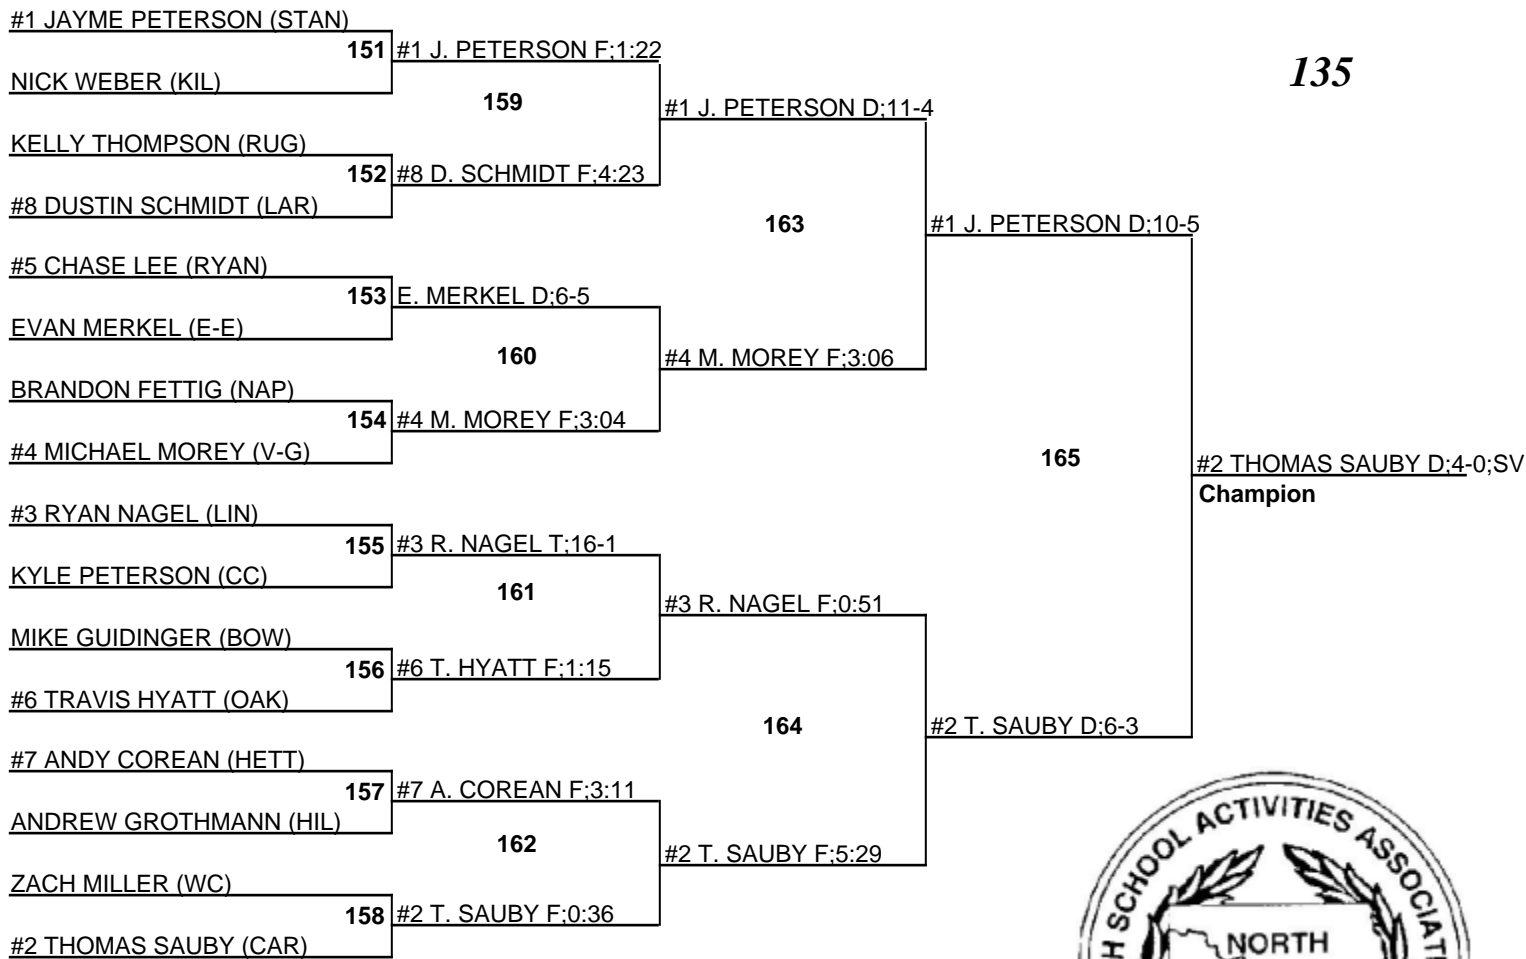 #1 JAYME PETERSON (STAN)
151 #1 J. PETERSON F;1:22
NICK WEBER (KIL)
135
159
#1 J. PETERSON D;11-4
KELLY THOMPSON (RUG)
152 #8 D. SCHMIDT F;4:23
#8 DUSTIN SCHMIDT (LAR)
163
#1 J. PETERSON D;10-5
#5 CHASE LEE (RYAN)
153 E. MERKEL D;6-5
EVAN MERKEL (E-E)
160
#4 M. MOREY F;3:06
BRANDON FETTIG (NAP)
154 #4 M. MOREY F;3:04
#4 MICHAEL MOREY (V-G)
165
#2 THOMAS SAUBY D;4-0;SV
Champion
#3 RYAN NAGEL (LIN)
155 #3 R. NAGEL T;16-1
KYLE PETERSON (CC)
161
#3 R. NAGEL F;0:51
MIKE GUIDINGER (BOW)
156 #6 T. HYATT F;1:15
#6 TRAVIS HYATT (OAK)
164
#2 T. SAUBY D;6-3
#7 ANDY COREAN (HETT)
157 #7 A. COREAN F;3:11
ANDREW GROTHMANN (HIL)
162
#2 T. SAUBY F;5:29
ZACH MILLER (WC)
158 #2 T. SAUBY F;0:36
#2 THOMAS SAUBY (CAR)
H SCHOOL ACTIVITIES ASSOCIATI
NORTH